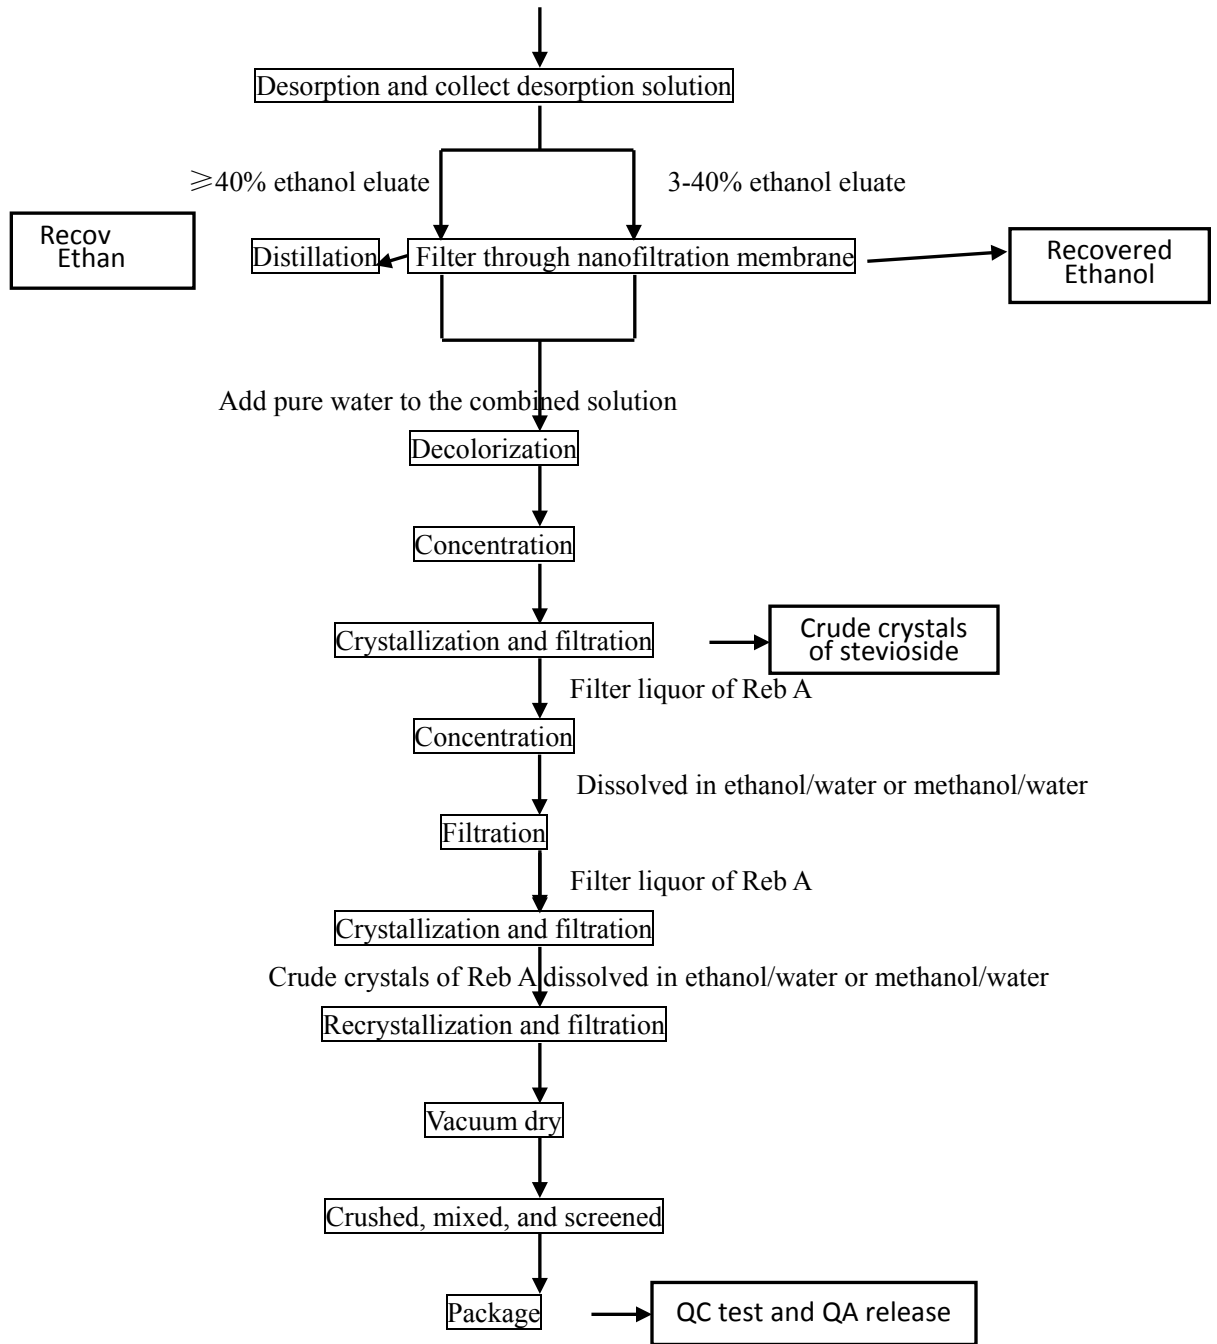 Desorption and collect desorption solution
≥40% ethanol eluate
3-40% ethanol eluate
Recov
Ethan
Distillation
Filter through nanofiltration membrane
Recovered
Ethanol
Add pure water to the combined solution
Decolorization
Concentration
Crystallization and filtration
Crude crystals
of stevioside
Filter liquor of Reb A
Concentration
Dissolved in ethanol/water or methanol/water
Filtration
Filter liquor of Reb A
Crystallization and filtration
Crude crystals of Reb A dissolved in ethanol/water or methanol/water
Recrystallization and filtration
Vacuum dry
Crushed, mixed, and screened
Package
QC test and QA release